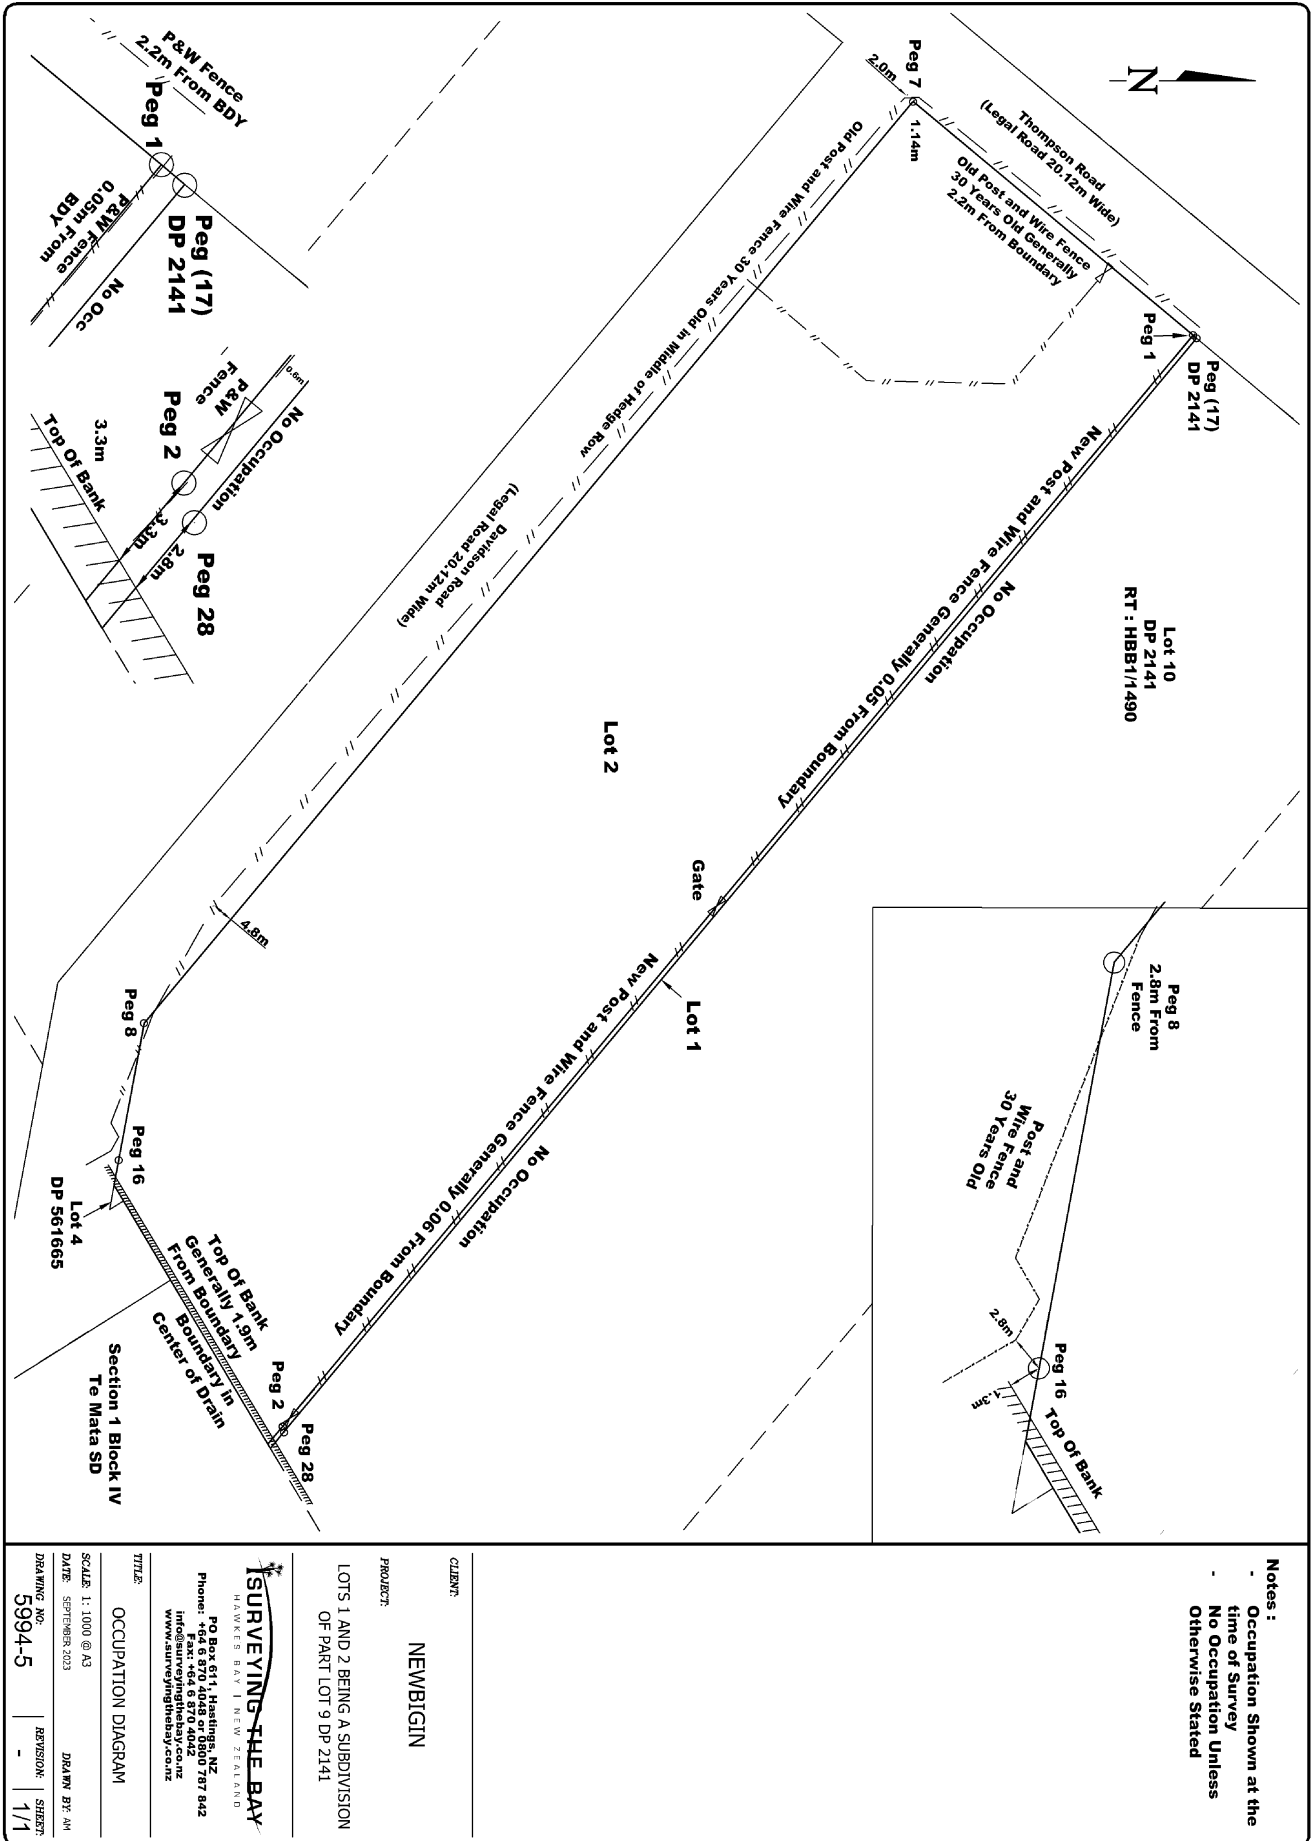 N
Peg 7
2.0m
1.14m
Thompson Road
(Legal Road 20.12m Wide)
Old Post and Wire Fence
30 Years Old Generally
2.2m From Boundary
Peg 1
Peg (17)
DP 2141
Old Post and Wire Fence 30 Years Old in Middle of Hedge Row
Davidson Road
(Legal Road 20.12m Wide)
New Post and Wire Fence Generally 0.05 From Boundary
No Occupation
Lot 10
DP 2141
RT : HBB1/1490
Lot 2
Gate
Lot 1
New Post and Wire Fence Generally 0.06 From Boundary
No Occupation
4.8m
Peg 8
Peg 16
Lot 4
DP 561665
Top Of Bank
Generally 1.9m
From Boundary
Boundary in
Center of Drain
Peg 2
Peg 28
Section 1 Block IV
Te Mata SD
P&W Fence
2.2m From BDY
Peg 1
Peg (17)
DP 2141
P&W Fence
0.05m From
BDY
No Occ
0.6m
P&W
Fence
No Occupation
Peg 2
Peg 28
3.3m
Top Of Bank
3.3m
2.8m
Peg 8
2.8m From
Fence
Post and
Wire Fence
30 Years Old
2.8m
Peg 16
1.3m
Top Of Bank
Notes :
- Occupation Shown at the
time of Survey
- No Occupation Unless
Otherwise Stated
CLIENT:
NEWBIGIN
PROJECT:
LOTS 1 AND 2 BEING A SUBDIVISION
OF PART LOT 9 DP 2141
SURVEYING THE BAY
HAWKES BAY | NEW ZEALAND
PO Box 611, Hastings, NZ
Phone: +64 6 870 4048 or 0800 787 842
Fax: +64 6 870 4042
info@surveyingthebay.co.nz
www.surveyingthebay.co.nz
TITLE:
OCCUPATION DIAGRAM
SCALE: 1: 1000 @ A3
DATE: SEPTEMBER 2023
DRAWN BY: AM
DRAWING NO:
5994-5
REVISION:
-
SHEET:
1/1